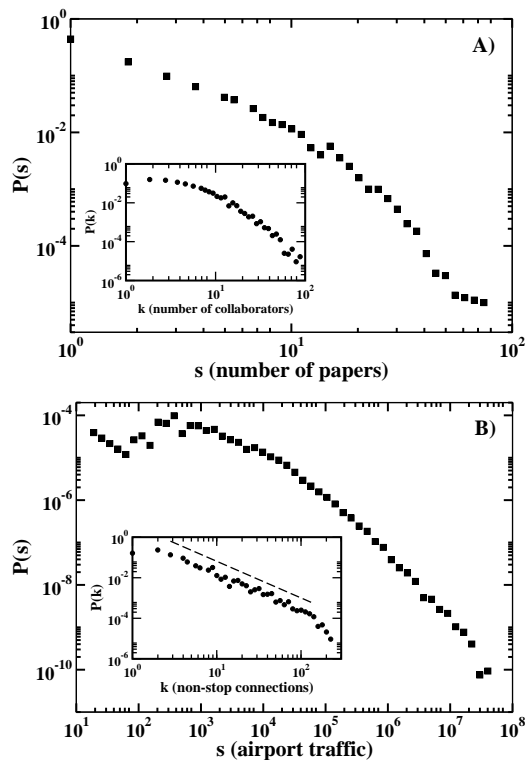 10^0
A)
10^-2
P(s)
10^-4
10^0
10^-2
P(k)
10^-4
10^-6
10^0 10^1 10^2
k (number of collaborators)
10^0 10^1 10^2
s (number of papers)
10^-4
B)
10^-6
P(s)
10^-8
10^-10
10^0
10^-2
P(k)
10^-4
10^-6
10^0 10^1 10^2
k (non-stop connections)
10^1 10^2 10^3 10^4 10^5 10^6 10^7 10^8
s (airport traffic)